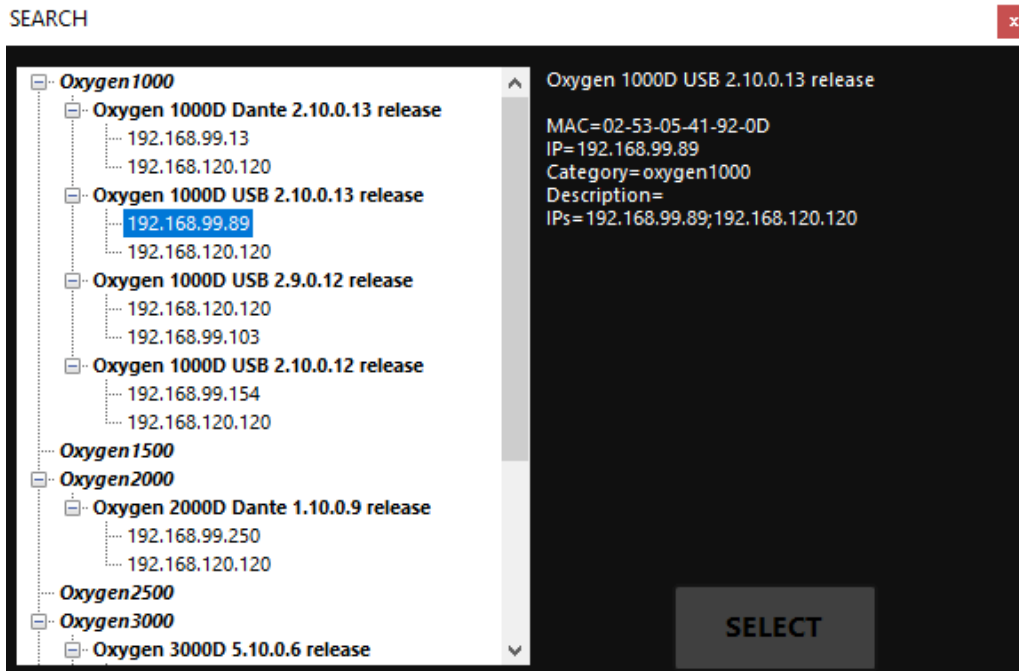 SEARCH
x
Oxygen1000
Oxygen 1000D Dante 2.10.0.13 release
192.168.99.13
192.168.120.120
Oxygen 1000D USB 2.10.0.13 release
192.168.99.89
192.168.120.120
Oxygen 1000D USB 2.9.0.12 release
192.168.120.120
192.168.99.103
Oxygen 1000D USB 2.10.0.12 release
192.168.99.154
192.168.120.120
Oxygen1500
Oxygen2000
Oxygen 2000D Dante 1.10.0.9 release
192.168.99.250
192.168.120.120
Oxygen2500
Oxygen3000
Oxygen 3000D 5.10.0.6 release
Oxygen 1000D USB 2.10.0.13 release
MAC=02-53-05-41-92-0D
IP=192.168.99.89
Category=oxygen1000
Description=
IPs=192.168.99.89;192.168.120.120
SELECT